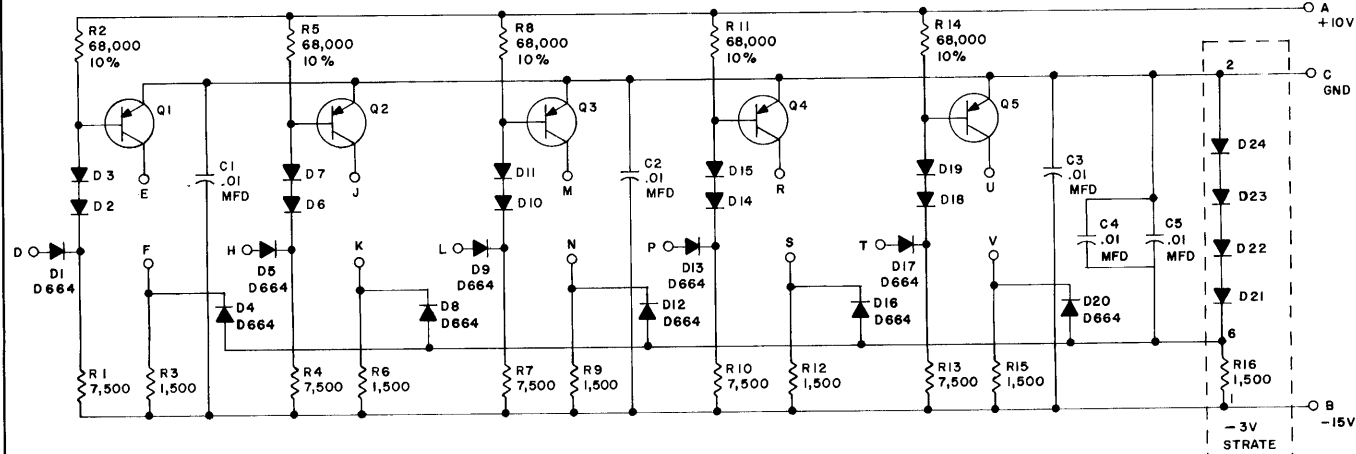 A
+10V
R2
68,000
10%
R5
68,000
10%
R8
68,000
10%
R11
68,000
10%
R14
68,000
10%
2
C
GND
Q1
Q2
Q3
Q4
Q5
C1
.01
MFD
C2
.01
MFD
C3
.01
MFD
D3
D2
E
D7
D6
J
D11
D10
M
D15
D14
R
D19
D18
U
D24
D23
D22
D21
C4
.01
MFD
C5
.01
MFD
D
D1
D664
F
D4
D664
H
D5
D664
K
D8
D664
L
D9
D664
N
D12
D664
P
D13
D664
S
D16
D664
T
D17
D664
V
D20
D664
6
R1
7,500
R3
1,500
R4
7,500
R6
1,500
R7
7,500
R9
1,500
R10
7,500
R12
1,500
R13
7,500
R15
1,500
R16
1,500
1
B
-15V
-3V
STRATE